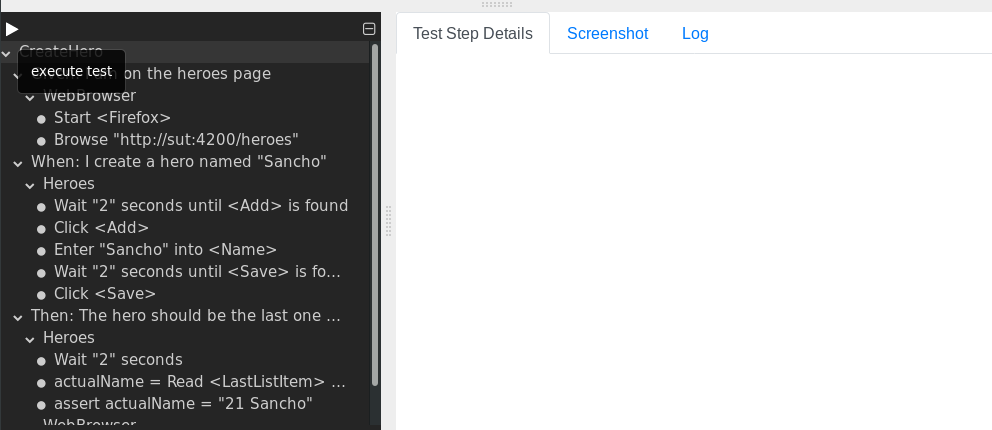 Test Step Details
Screenshot
Log
CreateHero
execute test
on the heroes page
WebBrowser
Start <Firefox>
Browse "http://sut:4200/heroes"
When: I create a hero named "Sancho"
Heroes
Wait "2" seconds until <Add> is found
Click <Add>
Enter "Sancho" into <Name>
Wait "2" seconds until <Save> is fo...
Click <Save>
Then: The hero should be the last one ...
Heroes
Wait "2" seconds
actualName = Read <LastListItem> ...
assert actualName = "21 Sancho"
WebBrowser